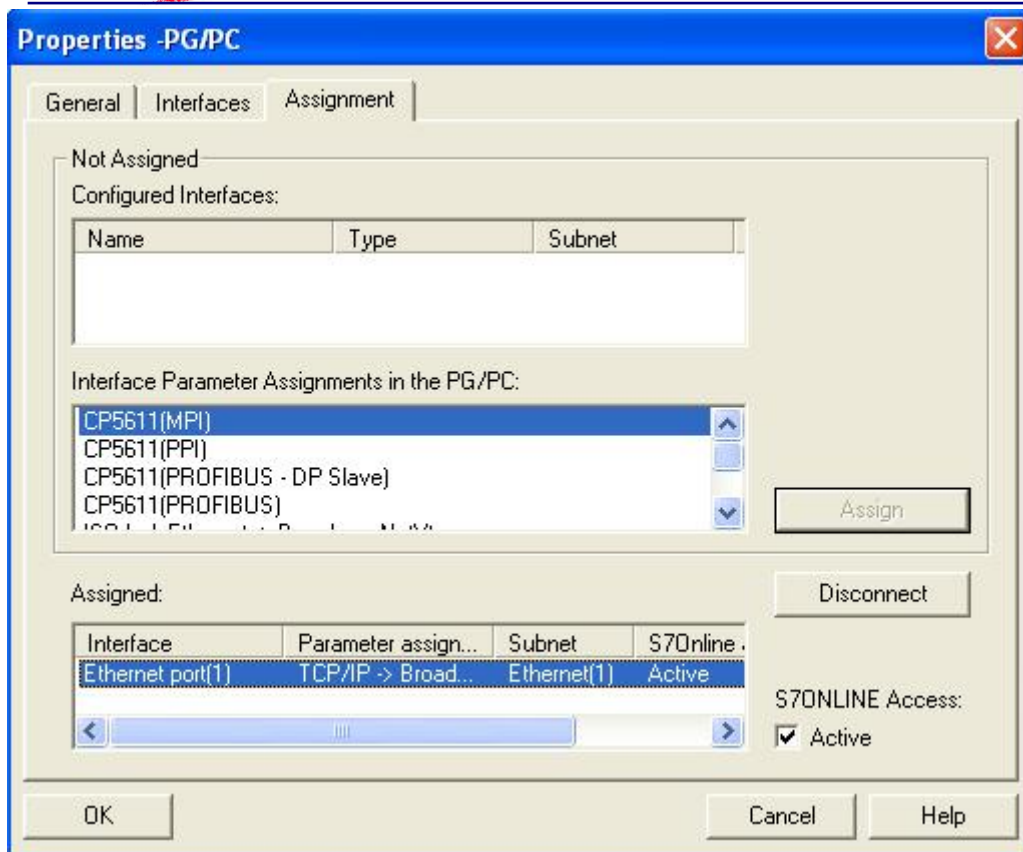 Properties -PG/PC
General Interfaces Assignment
Not Assigned
Configured Interfaces:
Name Type Subnet
Interface Parameter Assignments in the PG/PC:
CP5611(MPI)
CP5611(PPI)
CP5611(PROFIBUS - DP Slave)
CP5611(PROFIBUS)
Assign
Assigned:
Disconnect
Interface Parameter assign... Subnet S7Online
Ethernet port(1) TCP/IP -> Broad... Ethernet(1) Active
S7ONLINE Access:
Active
OK Cancel Help